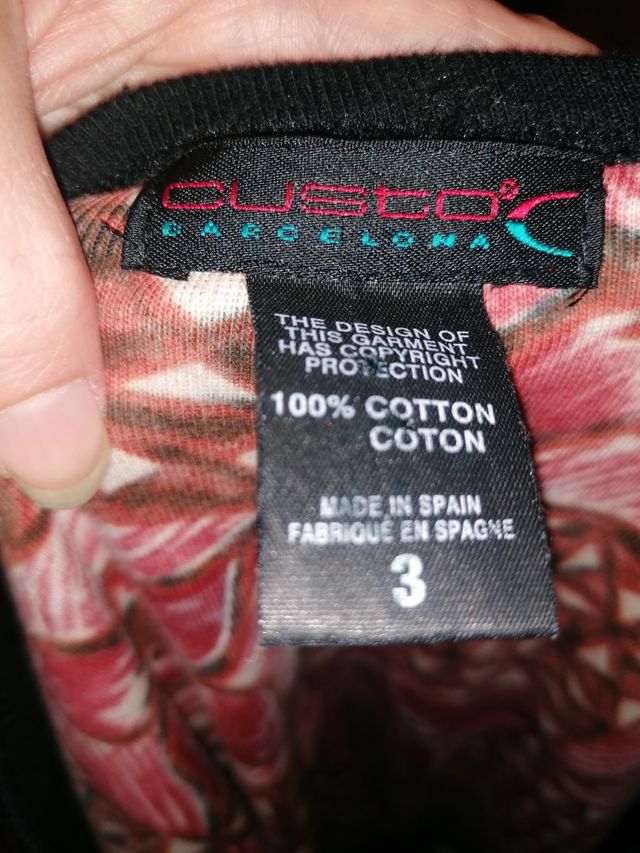 custo
BARCELONA
THE DESIGN OF
THIS GARMENT
HAS COPYRIGHT
PROTECTION
100% COTTON
COTON
MADE IN SPAIN
FABRIQUÉ EN SPAGNE
3